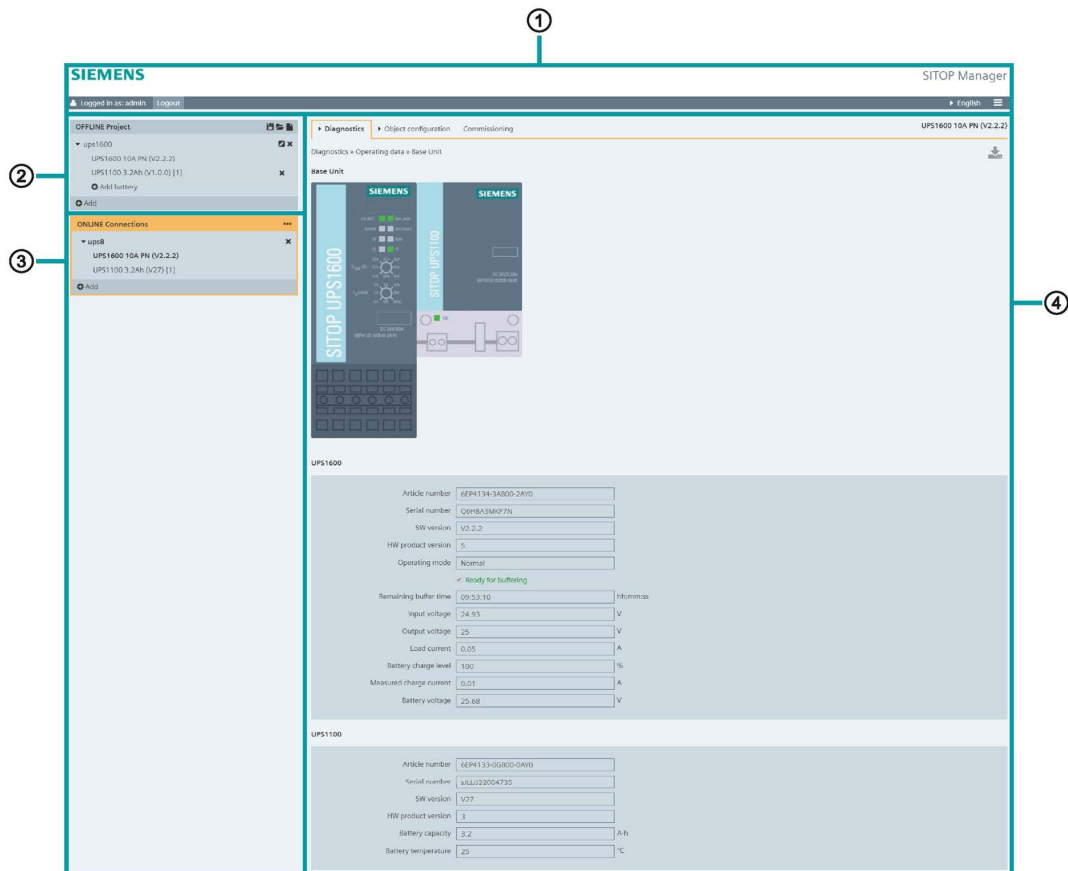 ①
SIEMENS
SITOP Manager
Logged in as: admin Logout
English
OFFLINE Project
ups1600
UPS1600 10A PN (V2.2.2)
UPS1100 3.2Ah (V1.0.0) [1]
Add battery
Add
②
ONLINE Connections
ups8
UPS1600 10A PN (V2.2.2)
UPS1100 3.2Ah (V27) [1]
Add
③
Diagnostics Object configuration Commissioning
UPS1600 10A PN (V2.2.2)
Diagnostics » Operating data » Base Unit
Base Unit
SIEMENS
SITOP UPS1600
SIEMENS
SITOP UPS1100
④
UPS1600
Article number 6EP4134-3AB00-2AY0
Serial number Q6H8A3MKF7N
SW version V2.2.2
HW product version 5
Operating mode Normal
Ready for buffering
Remaining buffer time 09:53:10 hh:mm:ss
Input voltage 24.93 V
Output voltage 25 V
Load current 0.05 A
Battery charge level 100 %
Measured charge current 0.01 A
Battery voltage 25.68 V
UPS1100
Article number 6EP4133-0GB00-0AY0
Serial number
SW version V27
HW product version 3
Battery capacity 3.2 A·h
Battery temperature 25 °C